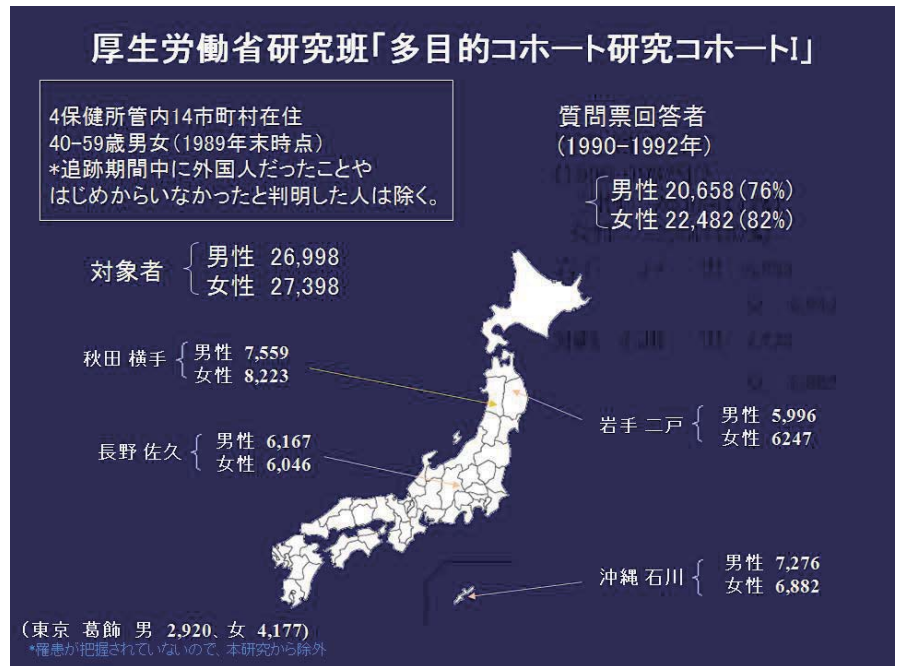 厚生労働省研究班「多目的コホート研究コホートI」
4保健所管内14市町村在住
40-59歳男女(1989年末時点)
*追跡期間中に外国人だったことや
はじめからいなかったと判明した人は除く。
質問票回答者
(1990-1992年)
男性 20,658(76%)
女性 22,482(82%)
対象者
男性 26,998
女性 27,398
秋田 横手
男性 7,559
女性 8,223
岩手 二戸
男性 5,996
女性 6247
長野 佐久
男性 6,167
女性 6,046
沖縄 石川
男性 7,276
女性 6,882
(東京 葛飾 男 2,920、女 4,177)
*罹患が把握されていないので、本研究から除外